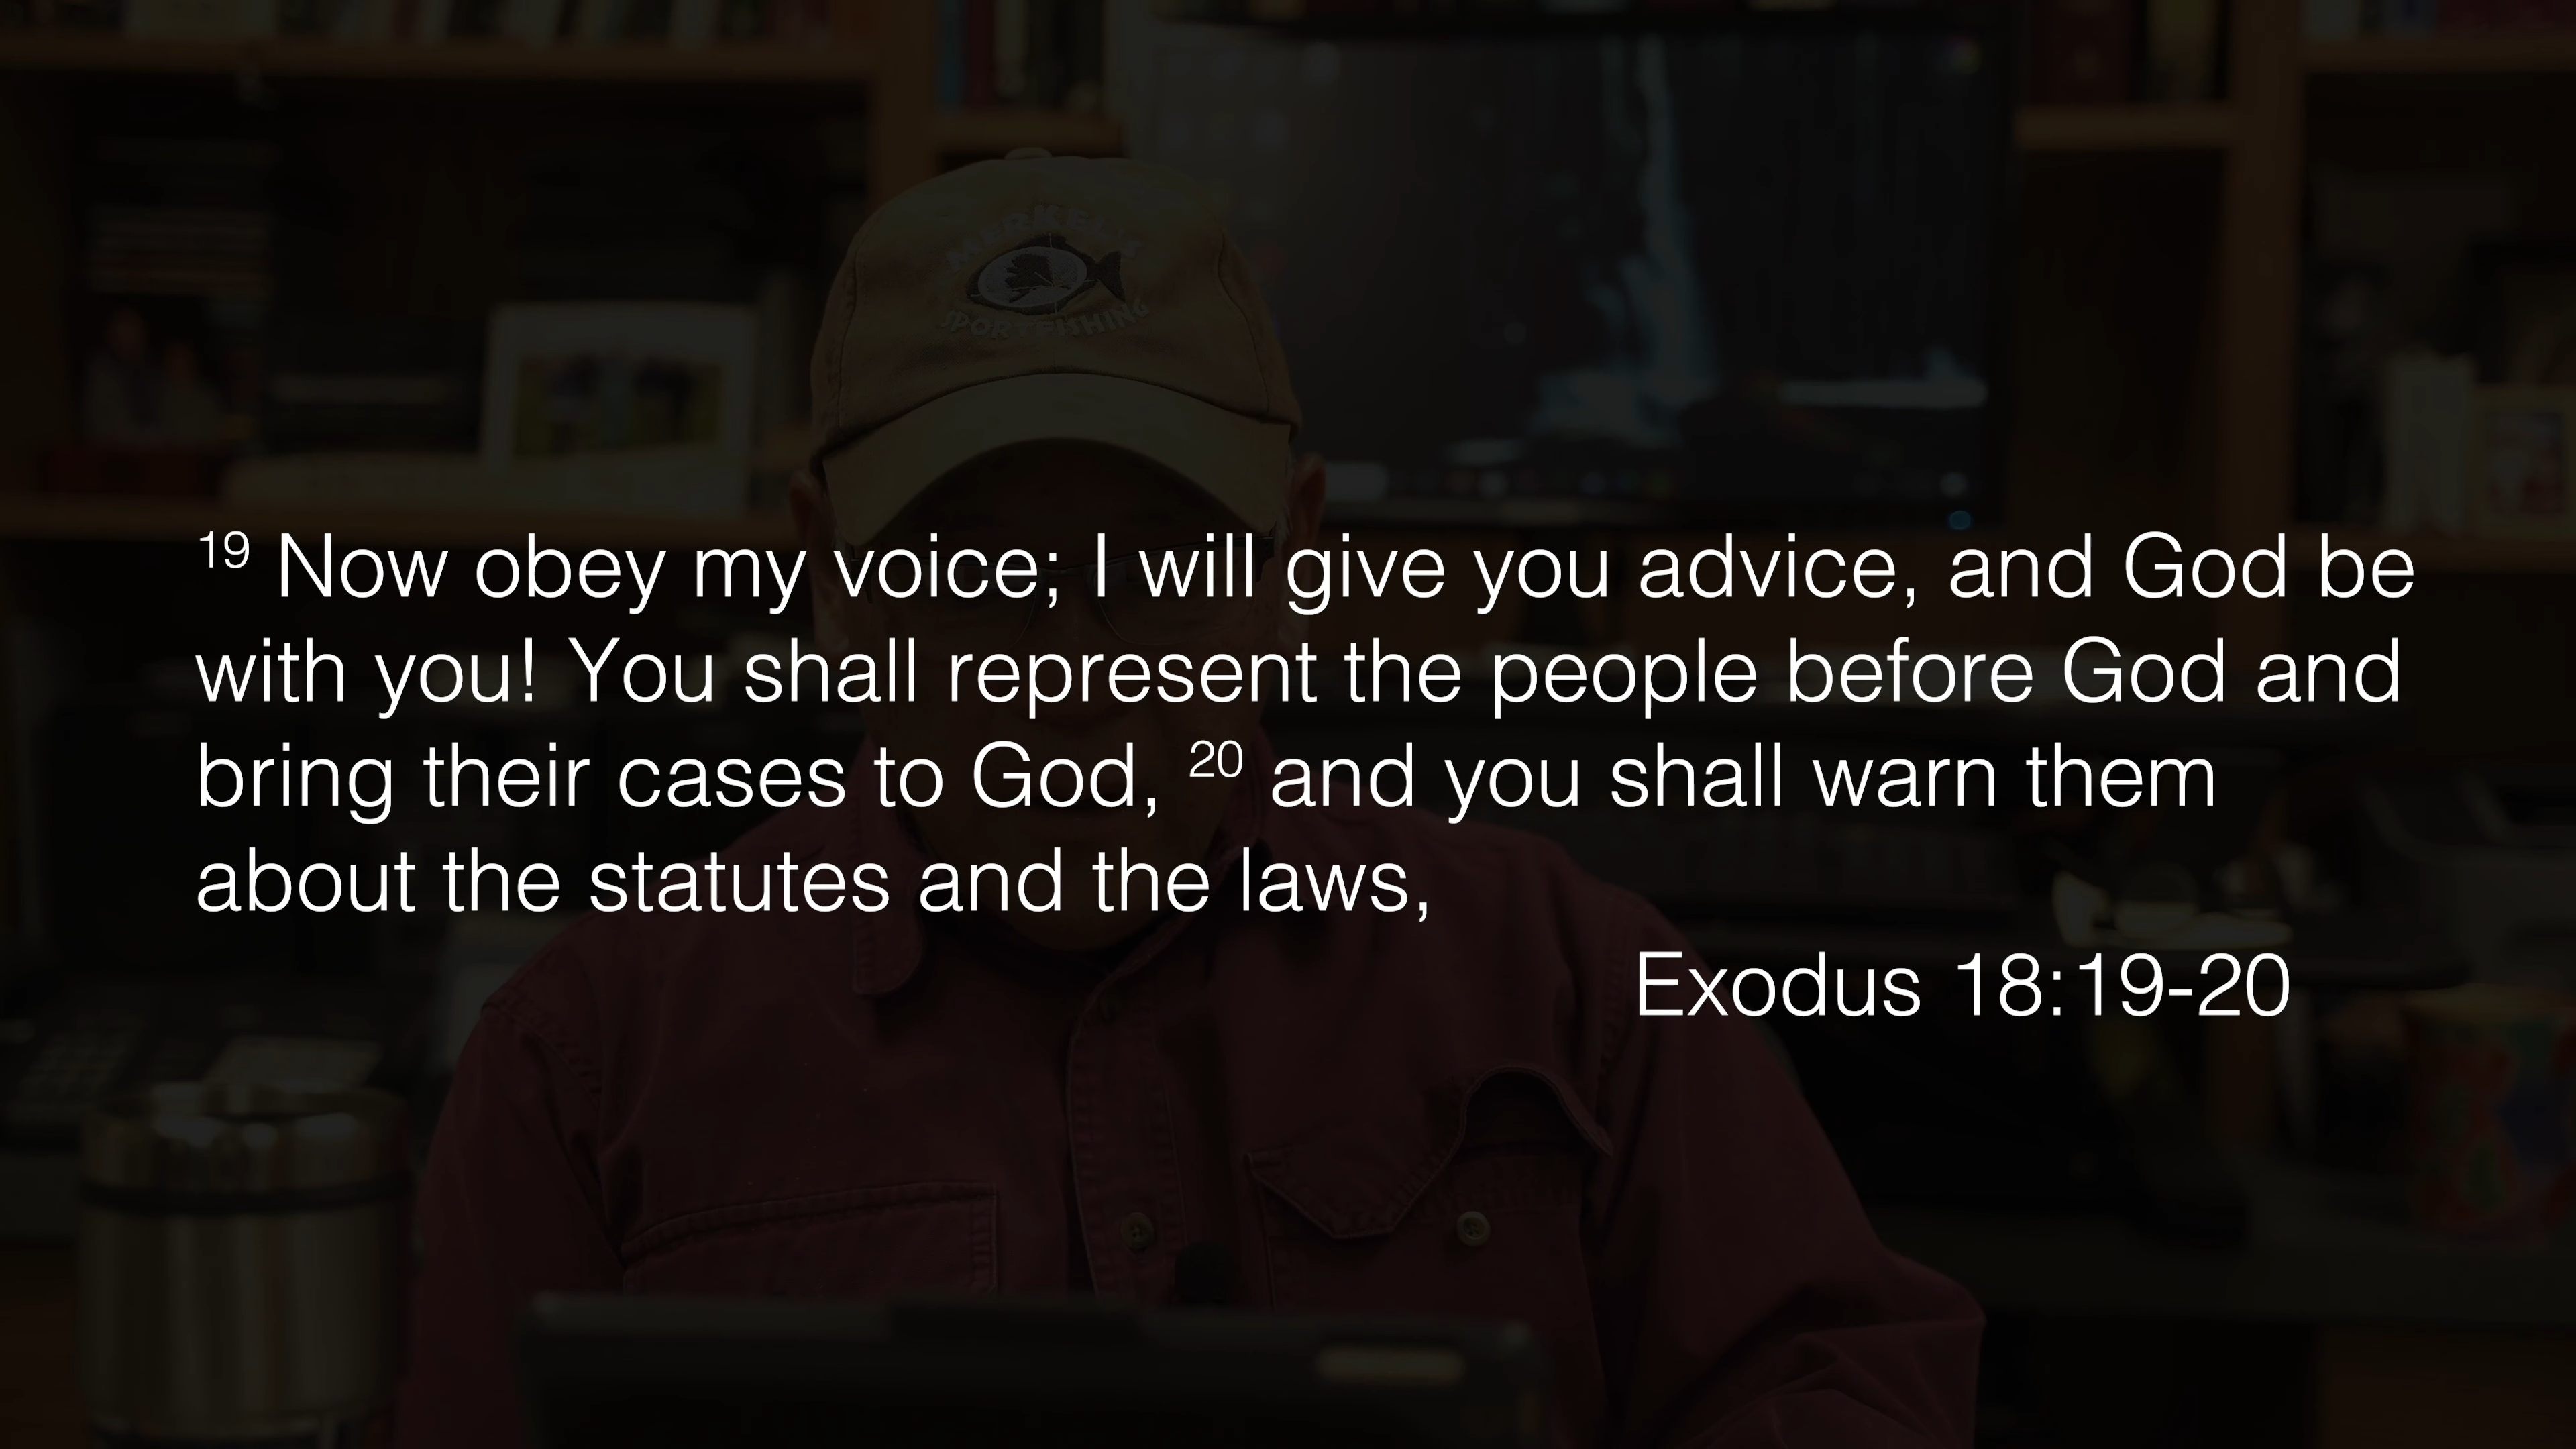 SPORTFISHING
19 Now obey my voice; I will give you advice, and God be
with you! You shall represent the people before God and
bring their cases to God, 20 and you shall warn them
about the statutes and the laws,
Exodus 18:19-20